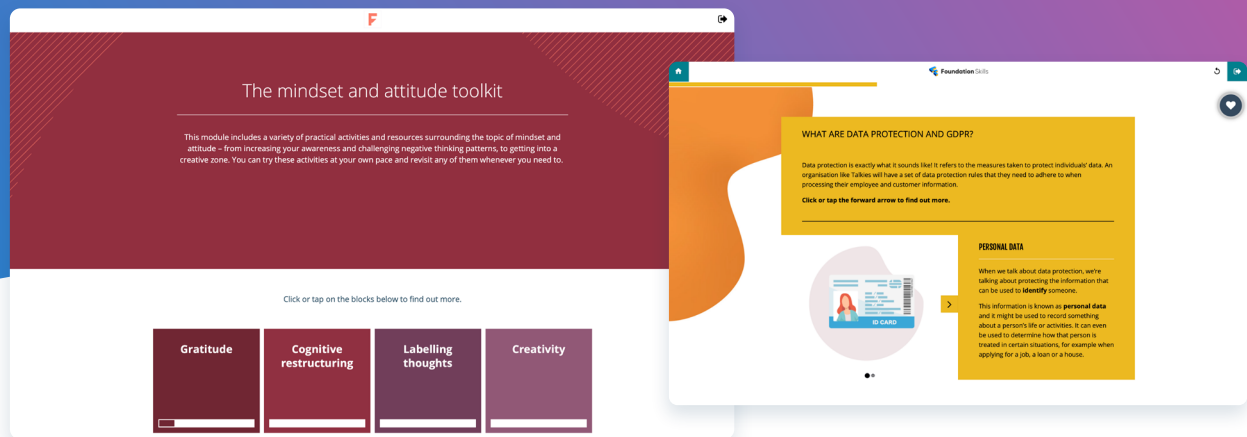 The mindset and attitude toolkit
This module includes a variety of practical activities and resources surrounding the topic of mindset and
attitude – from increasing your awareness and challenging negative thinking patterns, to getting into a
creative zone. You can try these activities at your own pace and revisit any of them whenever you need to.
Click or tap on the blocks below to find out more.
Gratitude
Cognitive
restructuring
Labelling
thoughts
Creativity
Foundation Skills
WHAT ARE DATA PROTECTION AND GDPR?
Data protection is exactly what it sounds like! It refers to the measures taken to protect individuals' data. An
organisation like Talkies will have a set of data protection rules that they need to adhere to when
processing their employee and customer information.
Click or tap the forward arrow to find out more.
ID CARD
PERSONAL DATA
When we talk about data protection, we're
talking about protecting the information that
can be used to identify someone.
This information is known as personal data
and it might be used to record something
about a person's life or activities. It can even
be used to determine how that person is
treated in certain situations, for example when
applying for a job, a loan or a house.